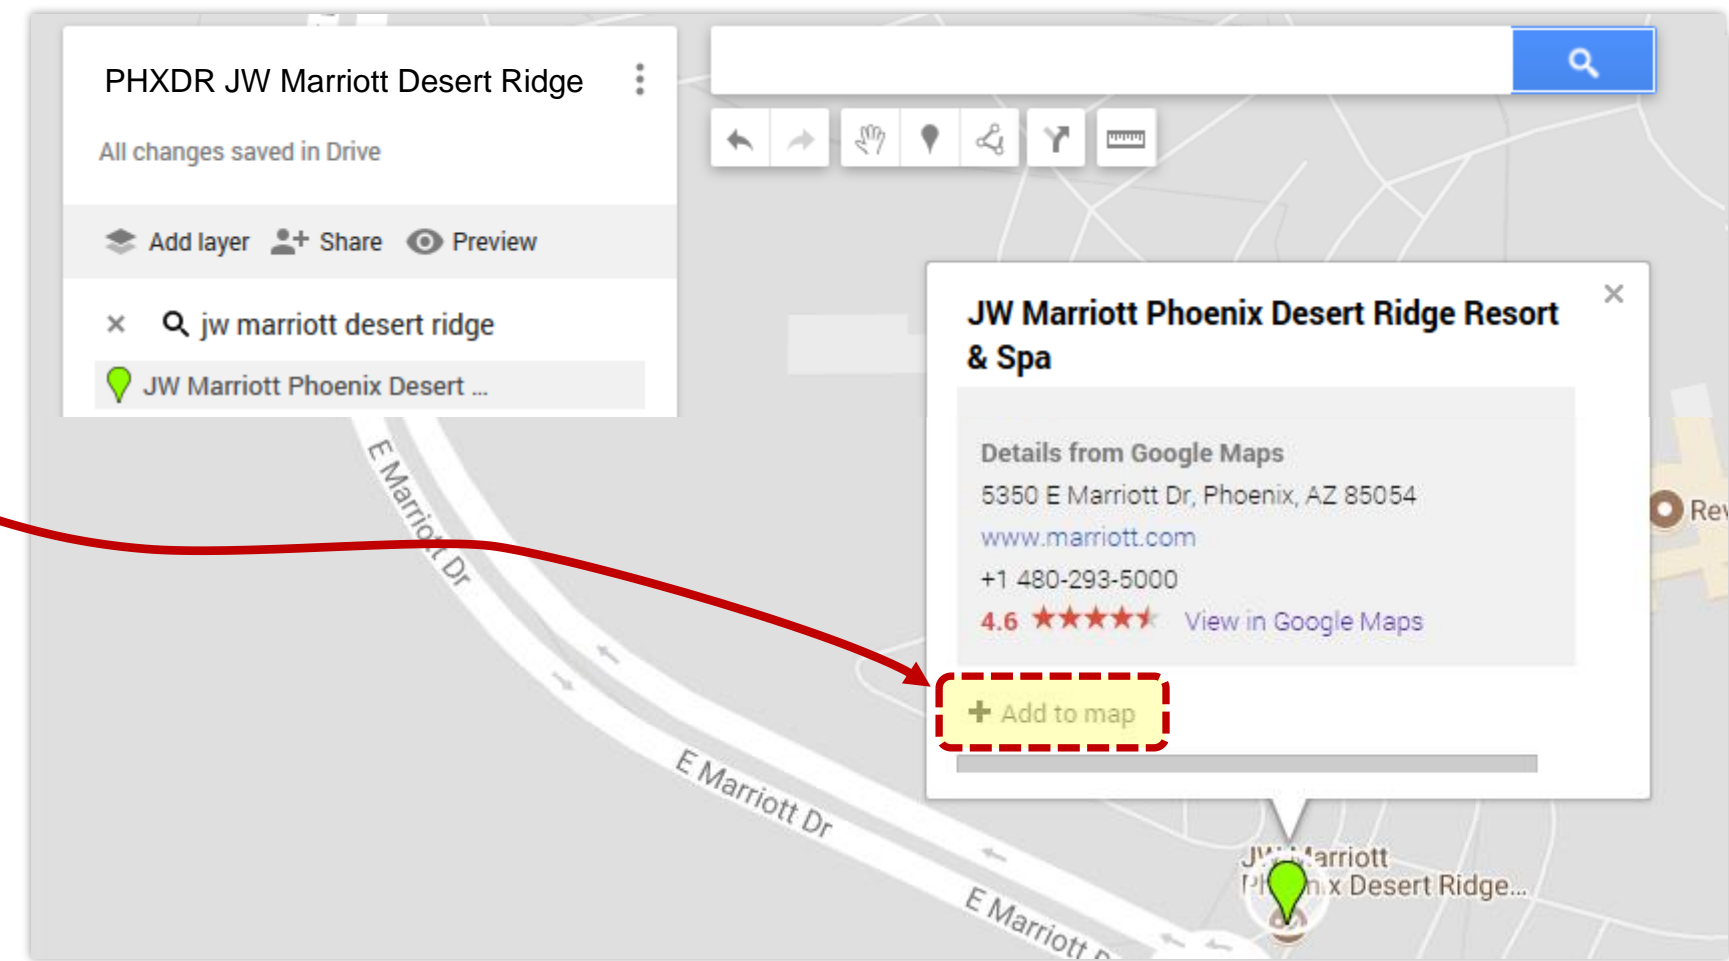 PHXDR JW Marriott Desert Ridge
All changes saved in Drive
Add layer Share Preview
jw marriott desert ridge
JW Marriott Phoenix Desert ...
JW Marriott Phoenix Desert Ridge Resort
& Spa
Details from Google Maps
5350 E Marriott Dr, Phoenix, AZ 85054
www.marriott.com
+1 480-293-5000
4.6 View in Google Maps
+ Add to map
E Marriott Dr
E Marriott Dr
E Marriott
JW Marriott
Desert Ridge...